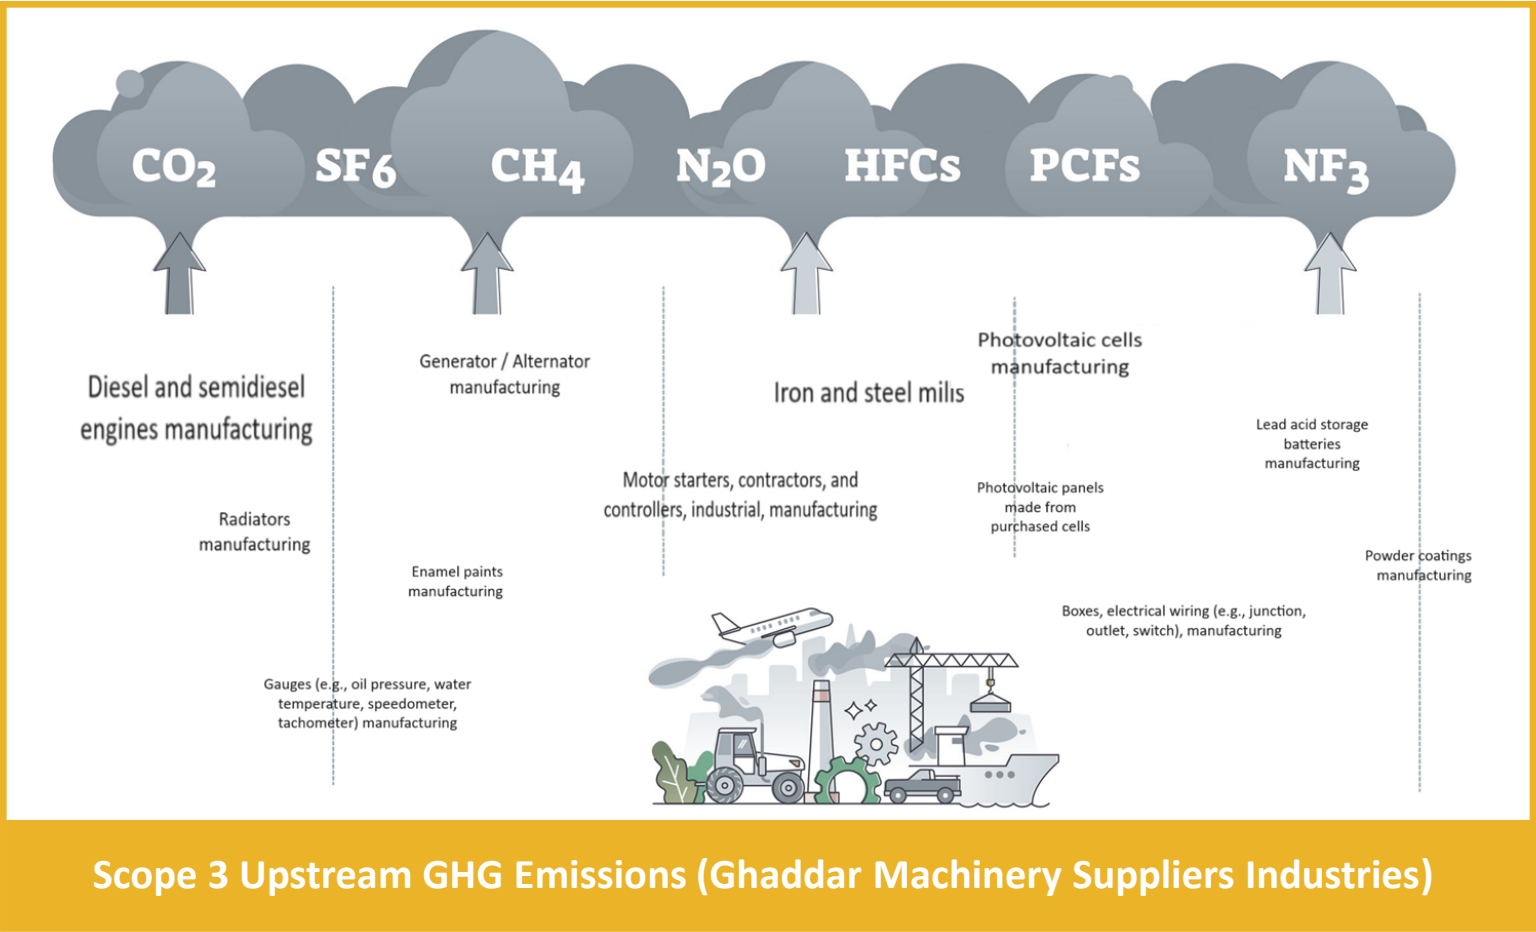 CO2 SF6 CH4 N2O HFCs PCFs NF3
Diesel and semidiesel
engines manufacturing
Radiators
manufacturing
Generator / Alternator
manufacturing
Enamel paints
manufacturing
Gauges (e.g., oil pressure, water
temperature, speedometer,
tachometer) manufacturing
Motor starters, contractors, and
controllers, industrial, manufacturing
Iron and steel mills
Photovoltaic cells
manufacturing
Photovoltaic panels
made from
purchased cells
Lead acid storage
batteries
manufacturing
Powder coatings
manufacturing
Boxes, electrical wiring (e.g., junction,
outlet, switch), manufacturing
Scope 3 Upstream GHG Emissions (Ghaddar Machinery Suppliers Industries)